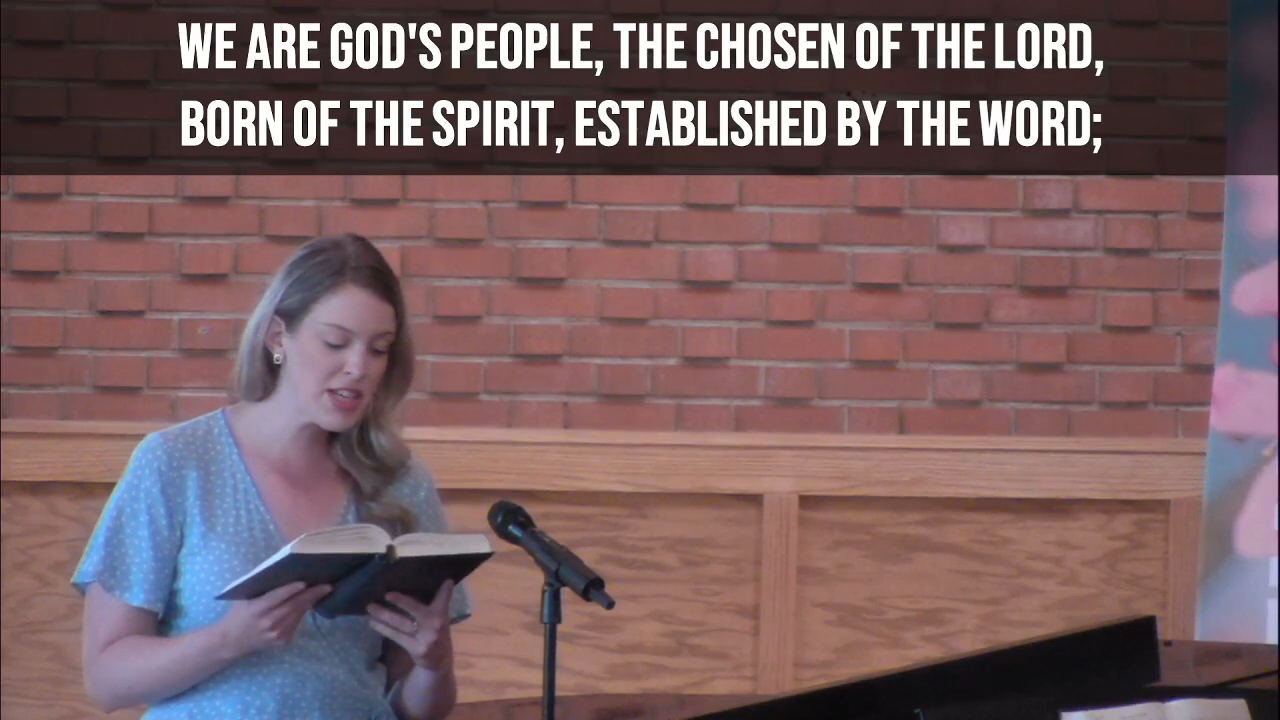 WE ARE GOD'S PEOPLE, THE CHOSEN OF THE LORD,
BORN OF THE SPIRIT, ESTABLISHED BY THE WORD;